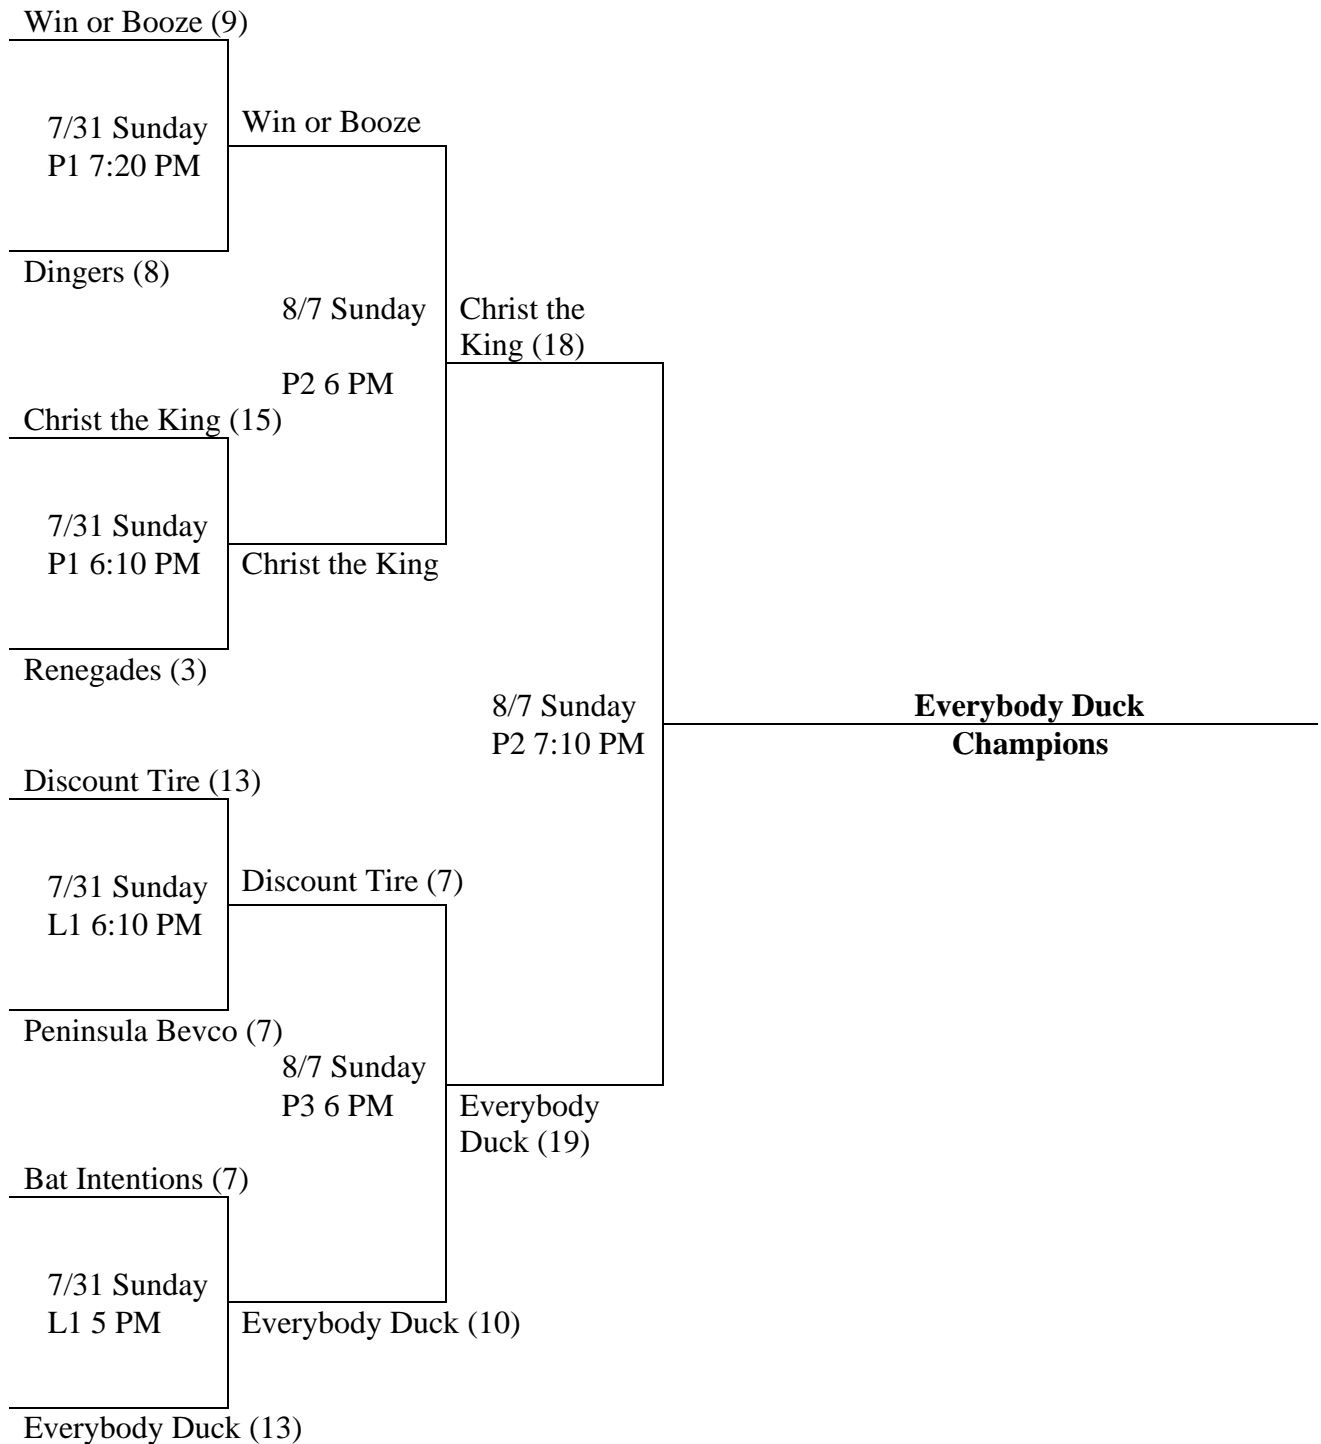 Win or Booze (9)
7/31 Sunday
P1 7:20 PM
Win or Booze
Dingers (8)
8/7 Sunday
P2 6 PM
Christ the
King (18)
Christ the King (15)
7/31 Sunday
P1 6:10 PM
Christ the King
Renegades (3)
8/7 Sunday
P2 7:10 PM
Everybody Duck
Champions
Discount Tire (13)
7/31 Sunday
L1 6:10 PM
Discount Tire (7)
Peninsula Bevco (7)
8/7 Sunday
P3 6 PM
Everybody
Duck (19)
Bat Intentions (7)
7/31 Sunday
L1 5 PM
Everybody Duck (10)
Everybody Duck (13)